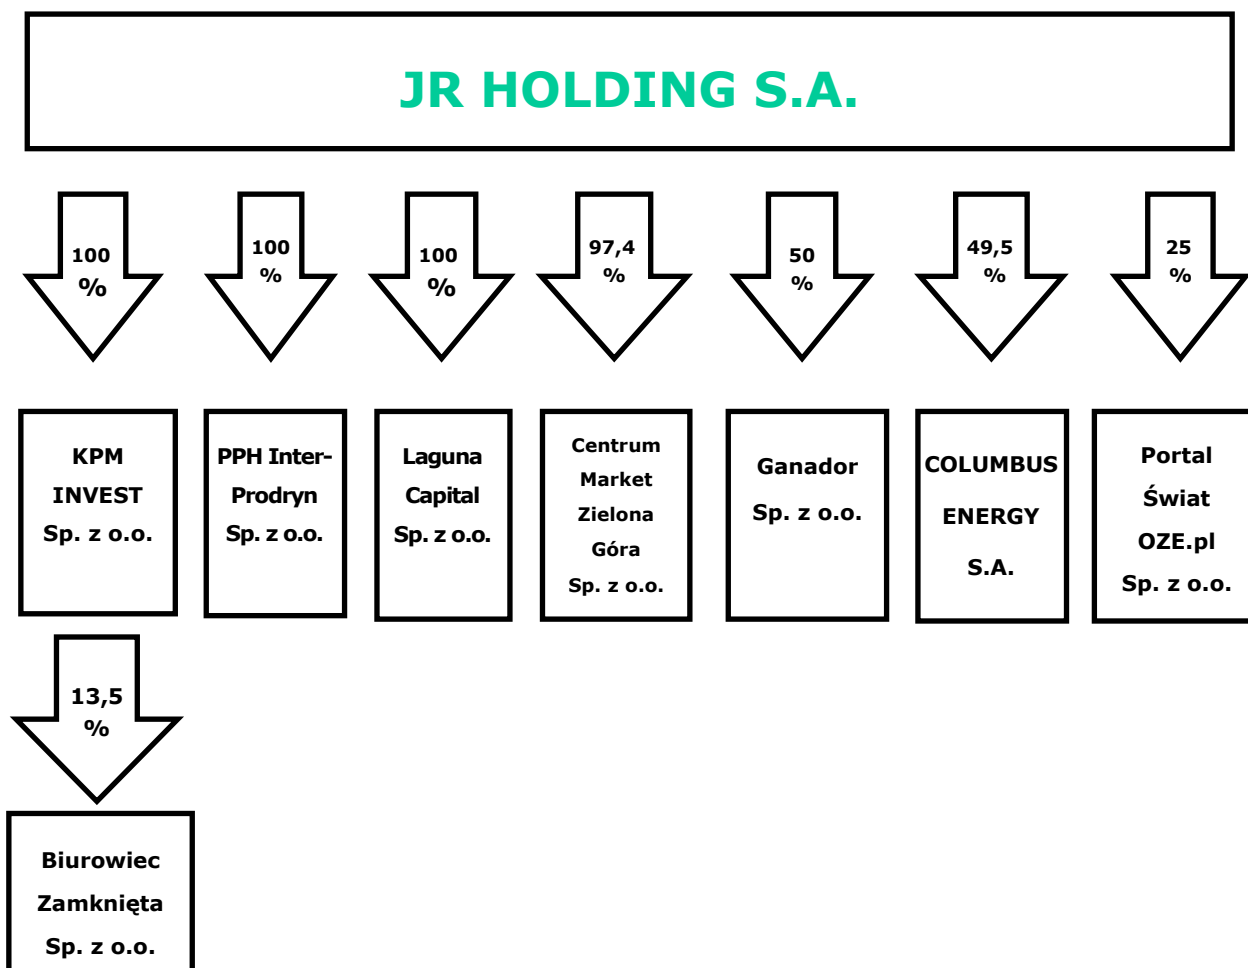 JR HOLDING S.A.
100
%
100
%
100
%
97,4
%
50
%
49,5
%
25
%
KPM
INVEST
Sp. z o.o.
PPH Inter-
Prodryn
Sp. z o.o.
Laguna
Capital
Sp. z o.o.
Centrum
Market
Zielona
Góra
Sp. z o.o.
Ganador
Sp. z o.o.
COLUMBUS
ENERGY
S.A.
Portal
Świat
OZE.pl
Sp. z o.o.
13,5
%
Biurowiec
Zamknięta
Sp. z o.o.